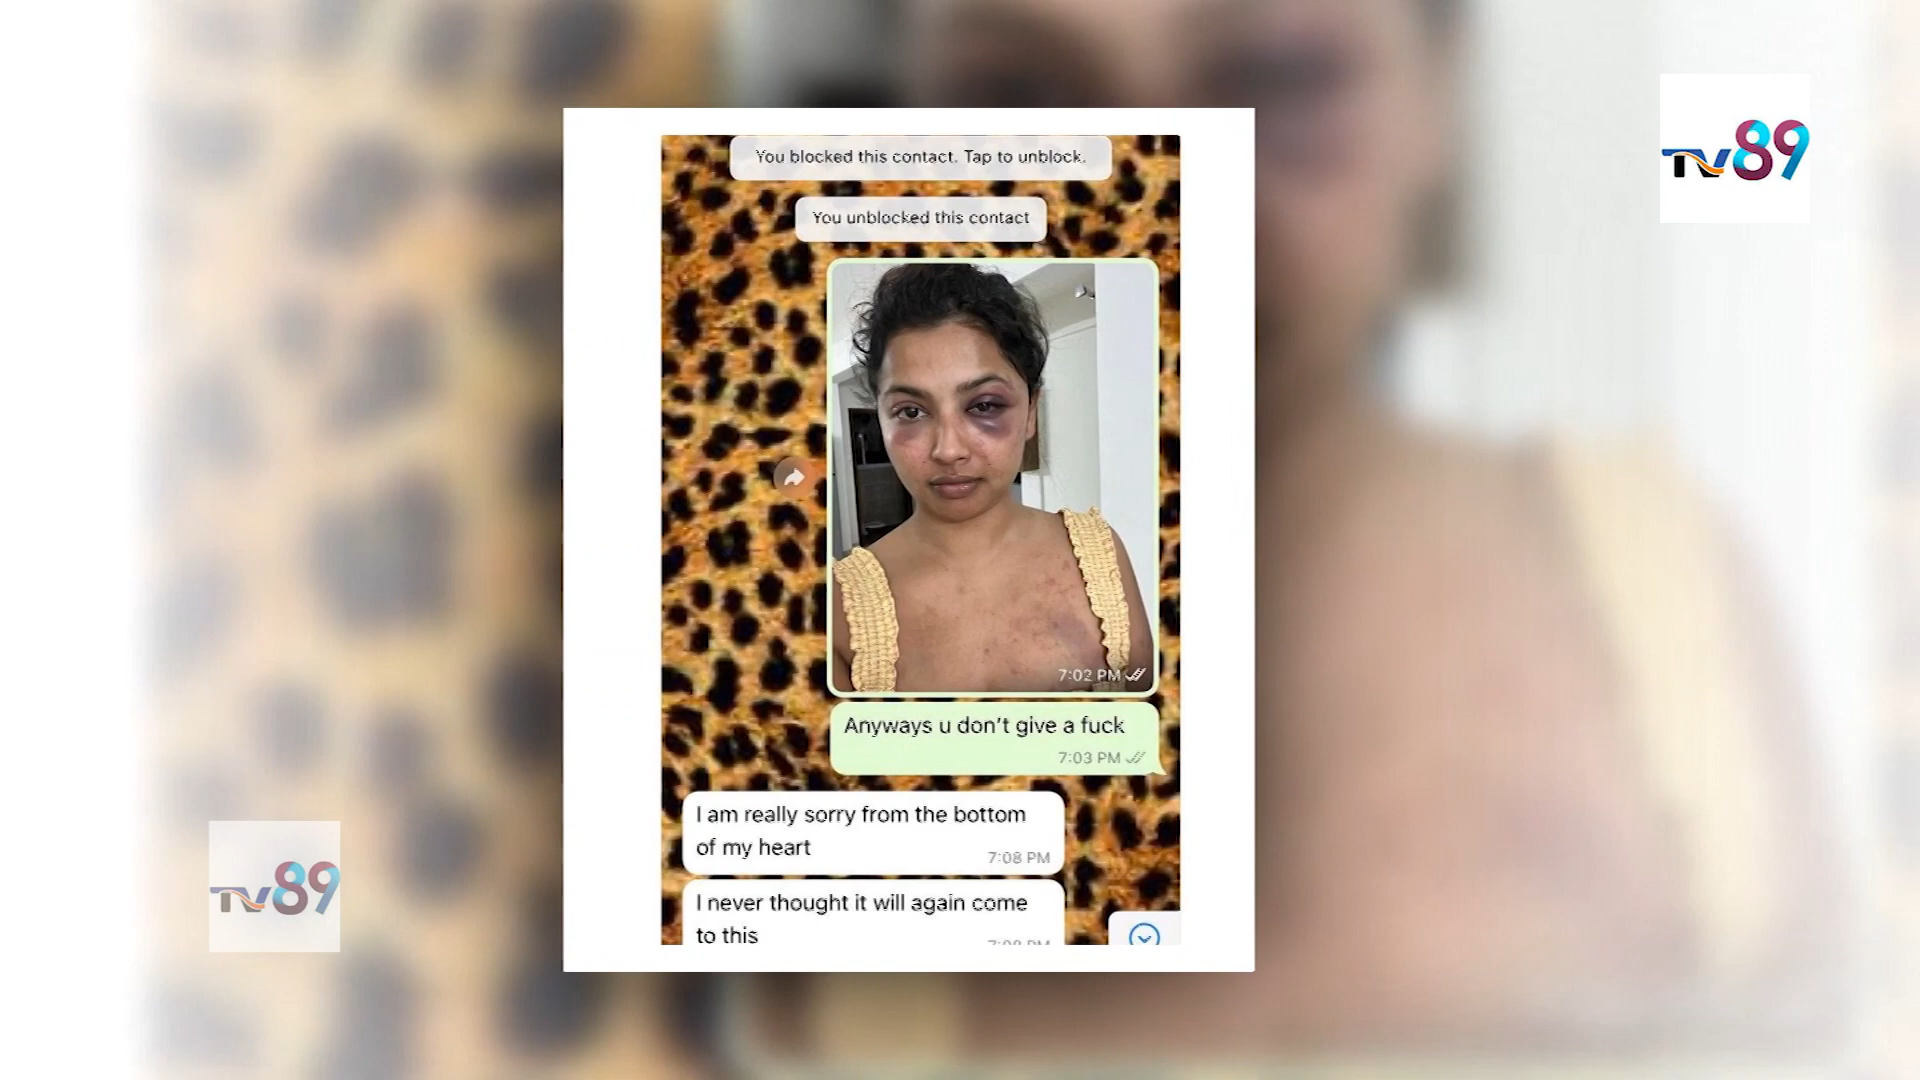 You blocked this contact. Tap to unblock.
You unblocked this contact
7:02 PM
Anyways u don't give a fuck
7:03 PM
I am really sorry from the bottom
of my heart
7:08 PM
I never thought it will again come
to this
TV89
TV89